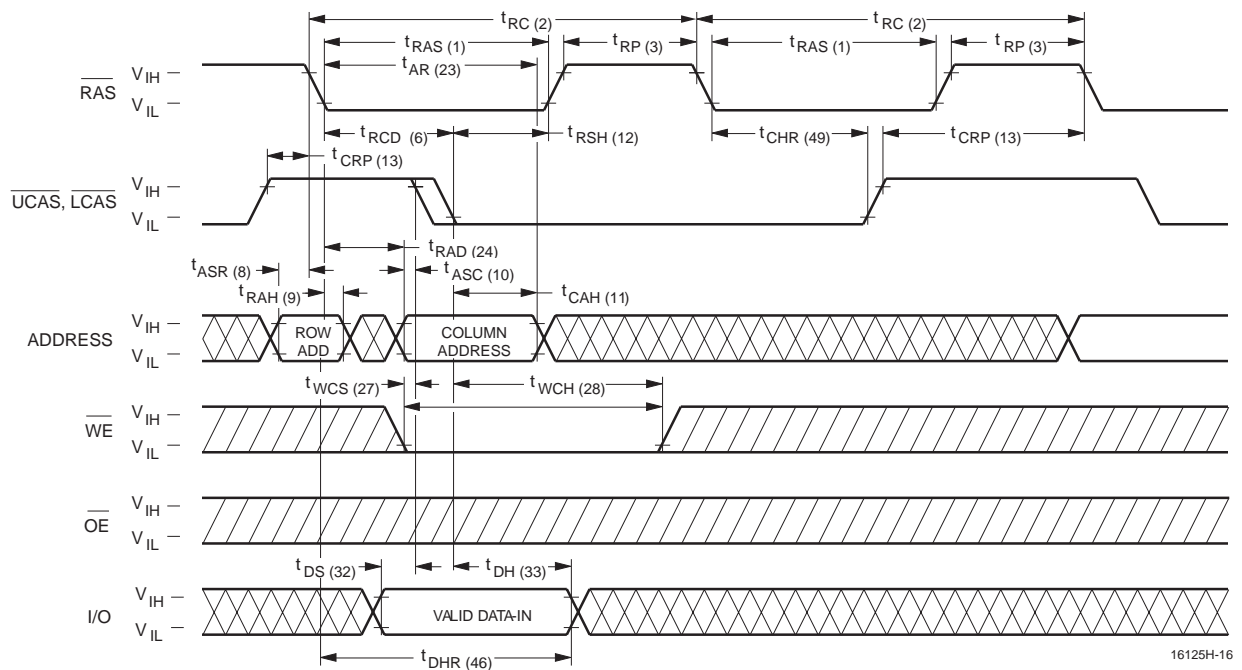 tRC (2) tRC (2)
tRAS (1) tRP (3) tRAS (1) tRP (3)
tAR (23)
RAS VIH VIL
tRCD (6) tRSH (12) tCHR (49) tCRP (13)
tCRP (13)
UCAS, LCAS VIH VIL
tRAD (24)
tASR (8) tASC (10)
tRAH (9) tCAH (11)
ADDRESS VIH VIL
ROW ADD
COLUMN ADDRESS
tWCS (27) tWCH (28)
WE VIH VIL
OE VIH VIL
tDS (32) tDH (33)
I/O VIH VIL VALID DATA-IN
tDHR (46)
16125H-16